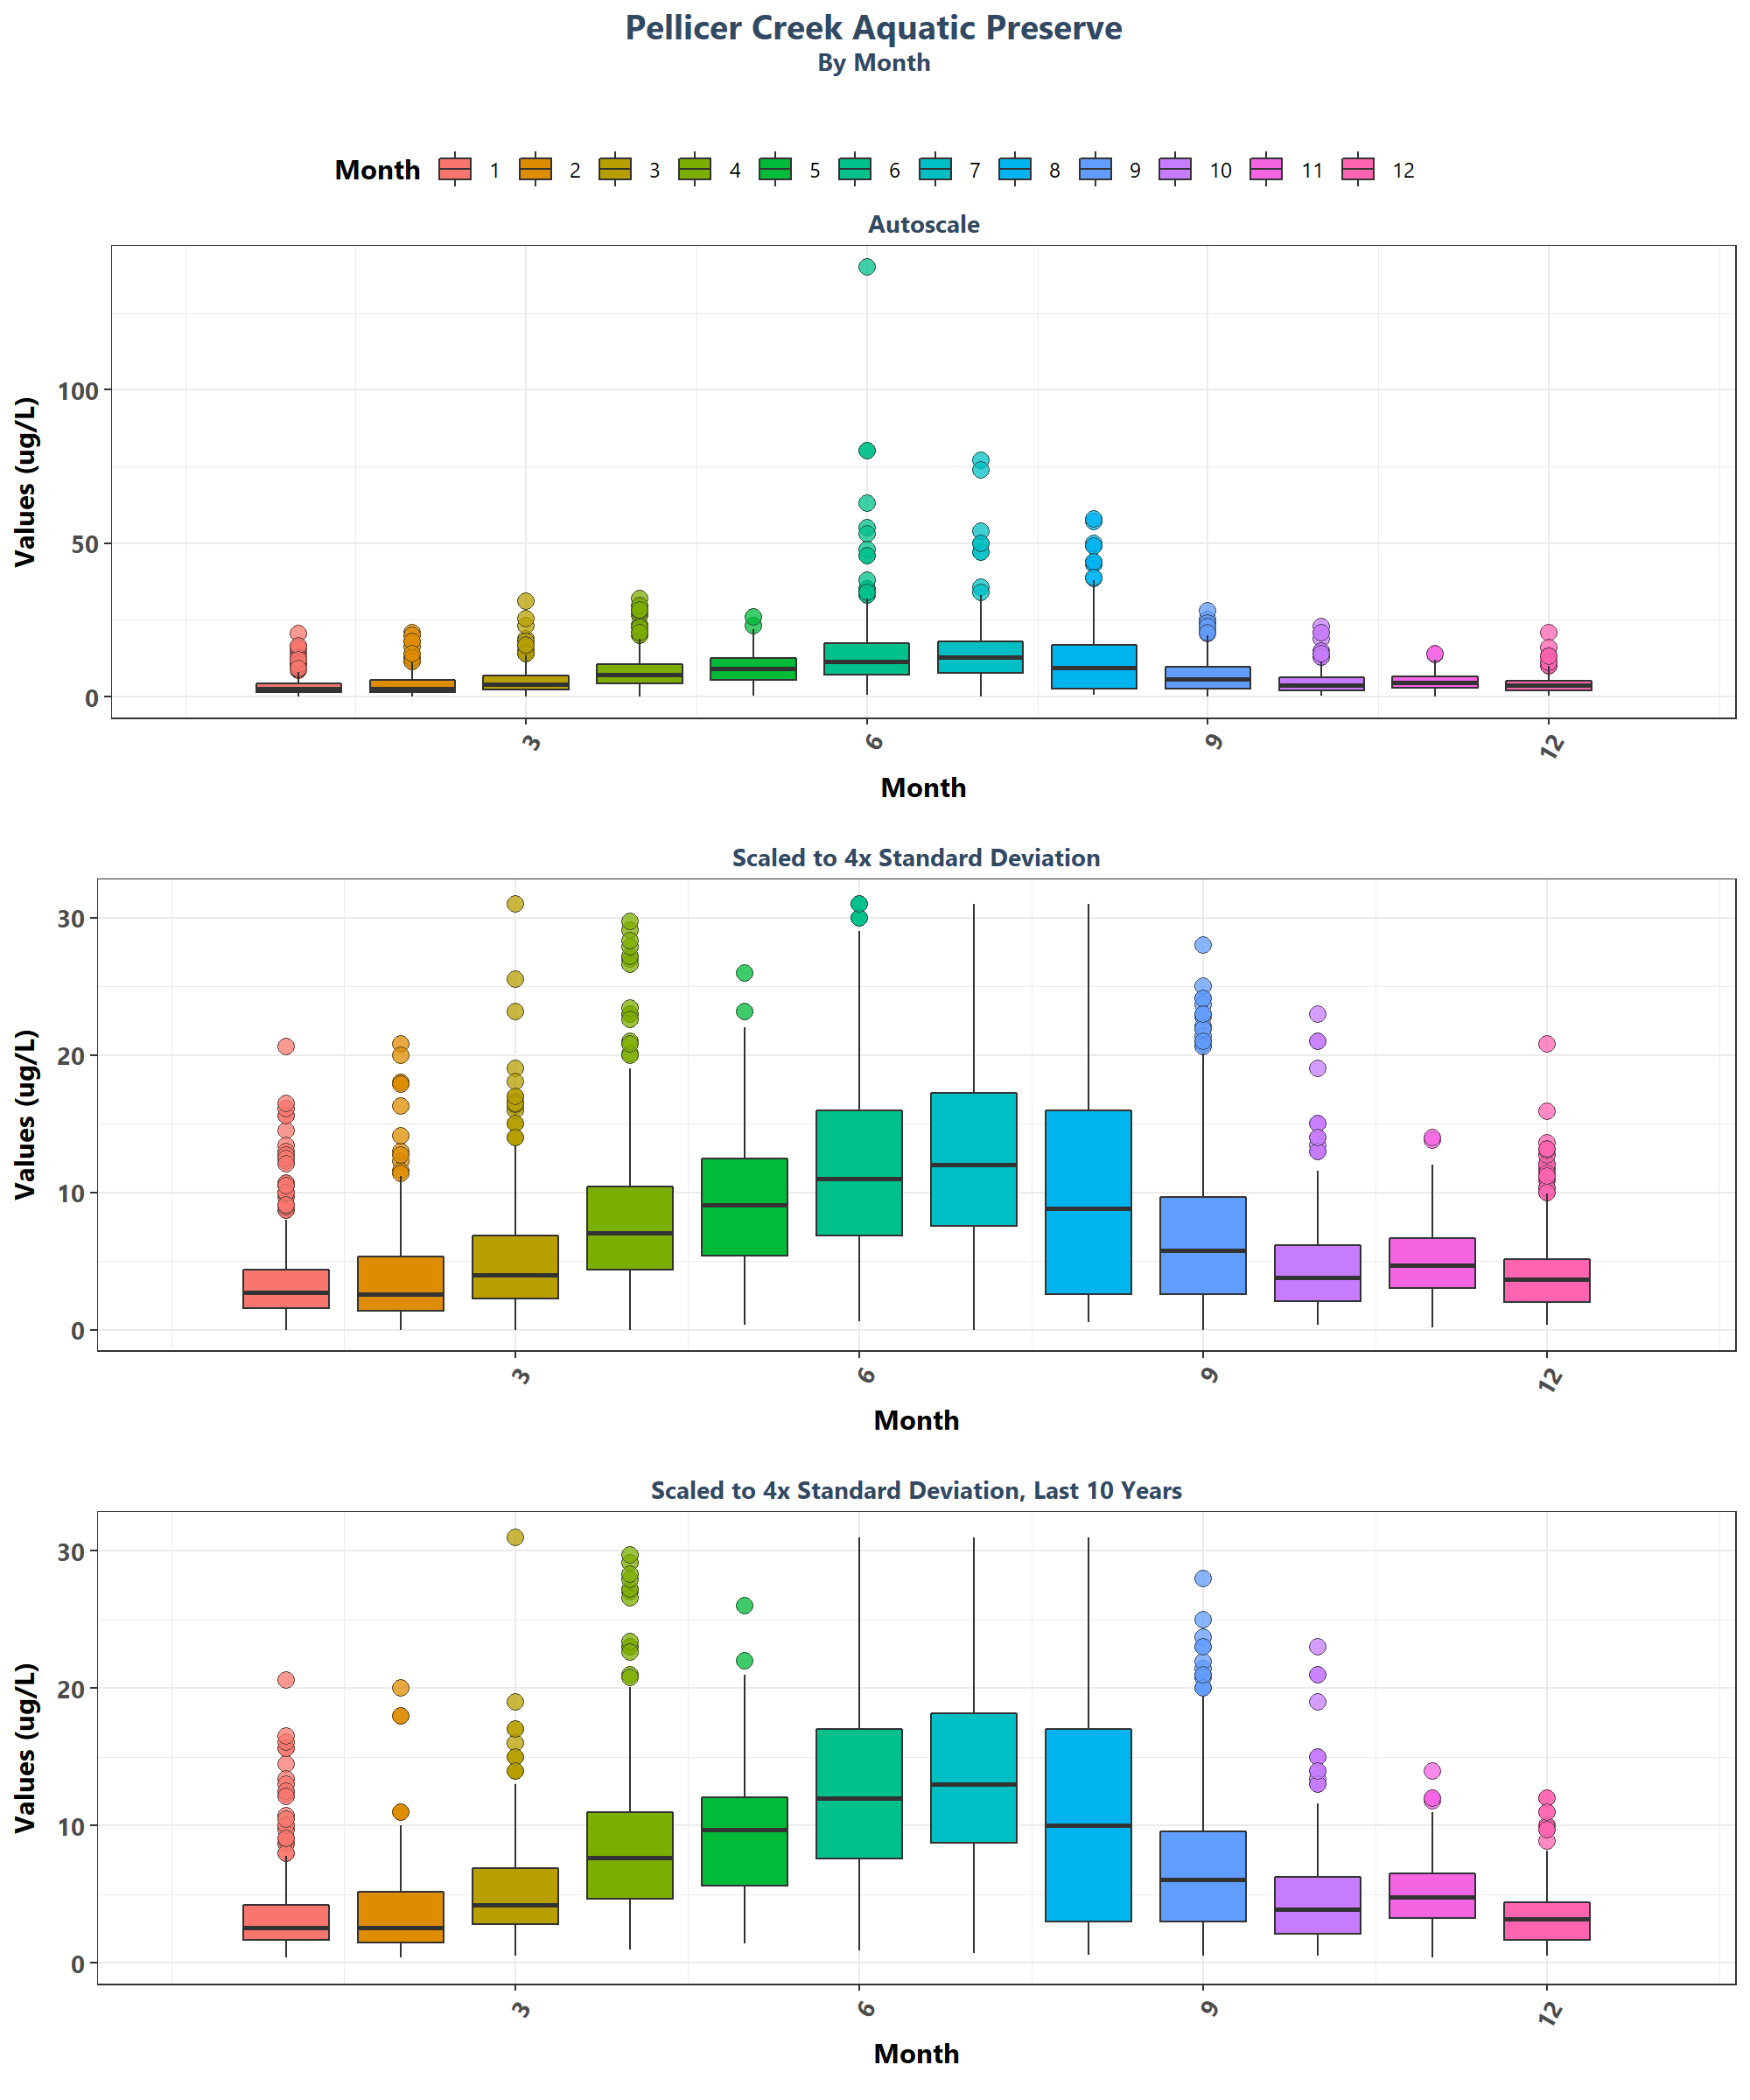 Pellicer Creek Aquatic Preserve
By Month
Month 1 2 3 4 5 6 7 8 9 10 11 12
Autoscale
Values (ug/L)
100
50
0
3 6 9 12
Month
Scaled to 4x Standard Deviation
Values (ug/L)
30
20
10
0
3 6 9 12
Month
Scaled to 4x Standard Deviation, Last 10 Years
Values (ug/L)
30
20
10
0
3 6 9 12
Month